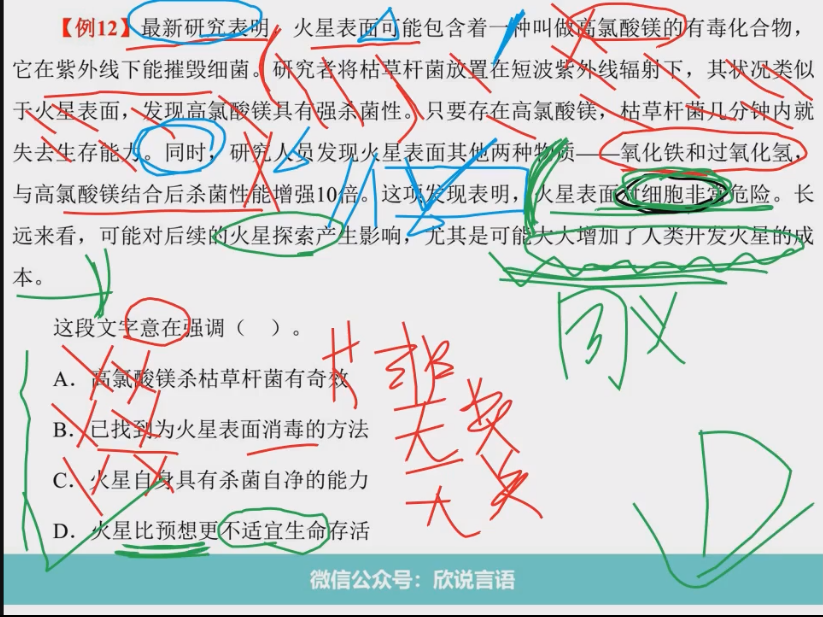 【例12】最新研究表明，火星表面可能包含着一种叫做高氯酸镁的有毒化合物，
它在紫外线下能摧毁细菌。研究者将枯草杆菌放置在短波紫外线辐射下，其状况类似
于火星表面，发现高氯酸镁具有强杀菌性。只要存在高氯酸镁，枯草杆菌几分钟内就
失去生存能力。同时，研究人员发现火星表面其他两种物质——氧化铁和过氧化氢，
与高氯酸镁结合后杀菌性能增强10倍。这项发现表明，火星表面对细胞非常危险。长
远来看，可能对后续的火星探索产生影响，尤其是可能大大增加了人类开发火星的成
本。
这段文字意在强调（ ）。
A．高氯酸镁杀枯草杆菌有奇效
B．已找到为火星表面消毒的方法
C．火星自身具有杀菌自净的能力
D．火星比预想更不适宜生命存活
同义
D
微信公众号：欣说言语